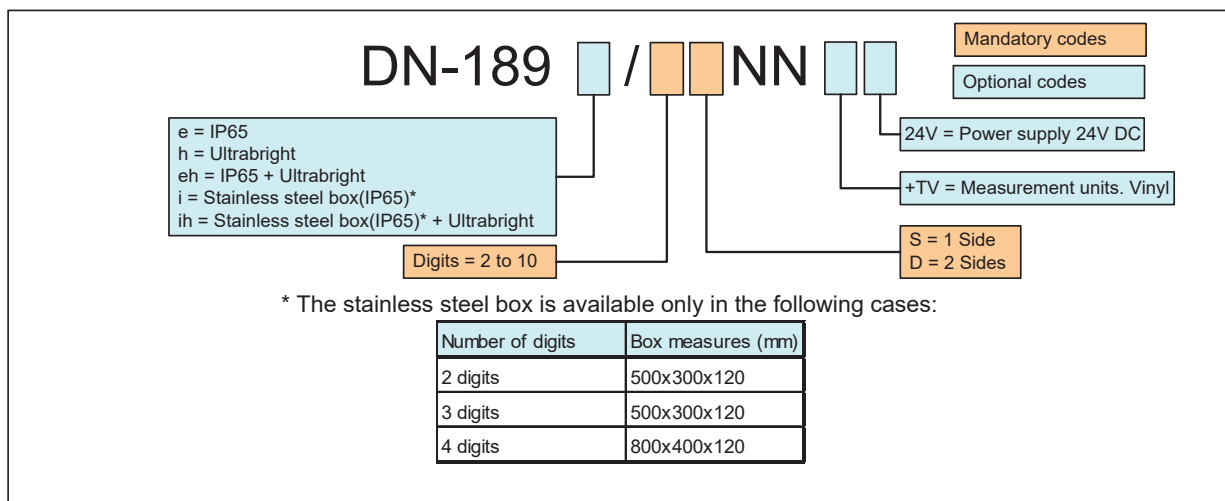 DN-189 / NN
Mandatory codes
Optional codes
e = IP65
h = Ultrabright
eh = IP65 + Ultrabright
i = Stainless steel box(IP65)*
ih = Stainless steel box(IP65)* + Ultrabright
24V = Power supply 24V DC
+TV = Measurement units. Vinyl
Digits = 2 to 10
S = 1 Side
D = 2 Sides
* The stainless steel box is available only in the following cases:
Number of digits Box measures (mm)
2 digits 500x300x120
3 digits 500x300x120
4 digits 800x400x120